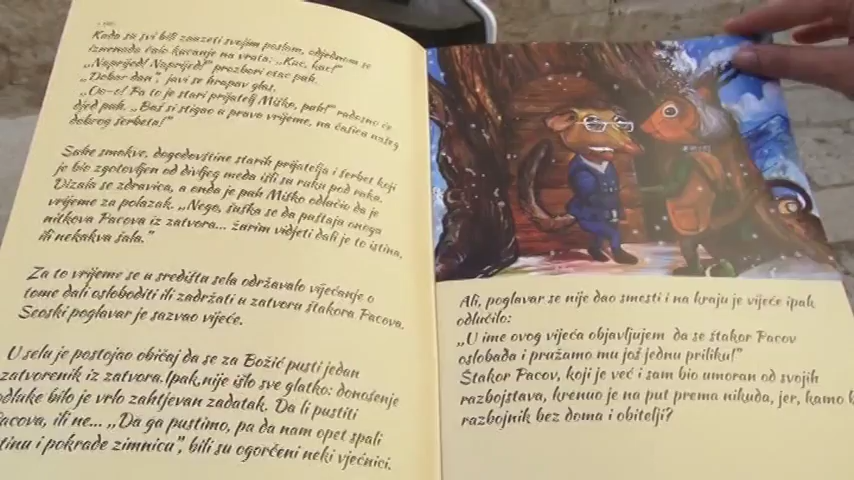 Kada su svi bili zauzeti svojim poslom, odjednom se
iznenada čulo kucanje na vrata: „Kuc, kuc!“
„Naprijed! Naprijed!“ prozbori otac puh.
„Dobar dan“, javi se hrapav glas.
„Oo-o! Pa to je stari prijatelj Miško, puh!“ radosno će
djed puh. „Baš si stigao u pravo vrijeme, na čašicu našeg
dobrog šerbeta!“
Suhe smokve, dogodovštine starih prijatelja i šerbet koji
je bio zgotovljen od divljeg meda išli su ruku pod ruku.
Dizala se zdravica, a onda je puh Miško odlučio da je
vrijeme za polazak. „Nego, šuška se da puštaju onoga
nitkova Pacova iz zatvora... žurim vidjeti dali je to istina,
ili nekakva šala.“
Za to vrijeme se u središtu sela održavalo vijećanje o
tome dali osloboditi ili zadržati u zatvoru štakora Pacova.
Seoski poglavar je sazvao vijeće.
U selu je postojao običaj da se za Božić pusti jedan
zatvorenik iz zatvora. Ipak, nije išlo sve glatko: donošenje
odluke bilo je vrlo zahtjevan zadatak. Da li pustiti
Pacova, ili ne... „Da ga pustimo, pa da nam opet spali
i pokrade zimnicu“, bili su ogorčeni neki vjećnici.
Ali, poglavar se nije dao smesti i na kraju je vijeće ipak
odlučilo:
„U ime ovog vijeća objavljujem da se štakor Pacov
oslobađa i pružamo mu još jednu priliku!“
Štakor Pacov, koji je već i sam bio umoran od svojih
razbojstava, krenuo je na put prema nikuda, jer, kamo
razbojnik bez doma i obitelji?